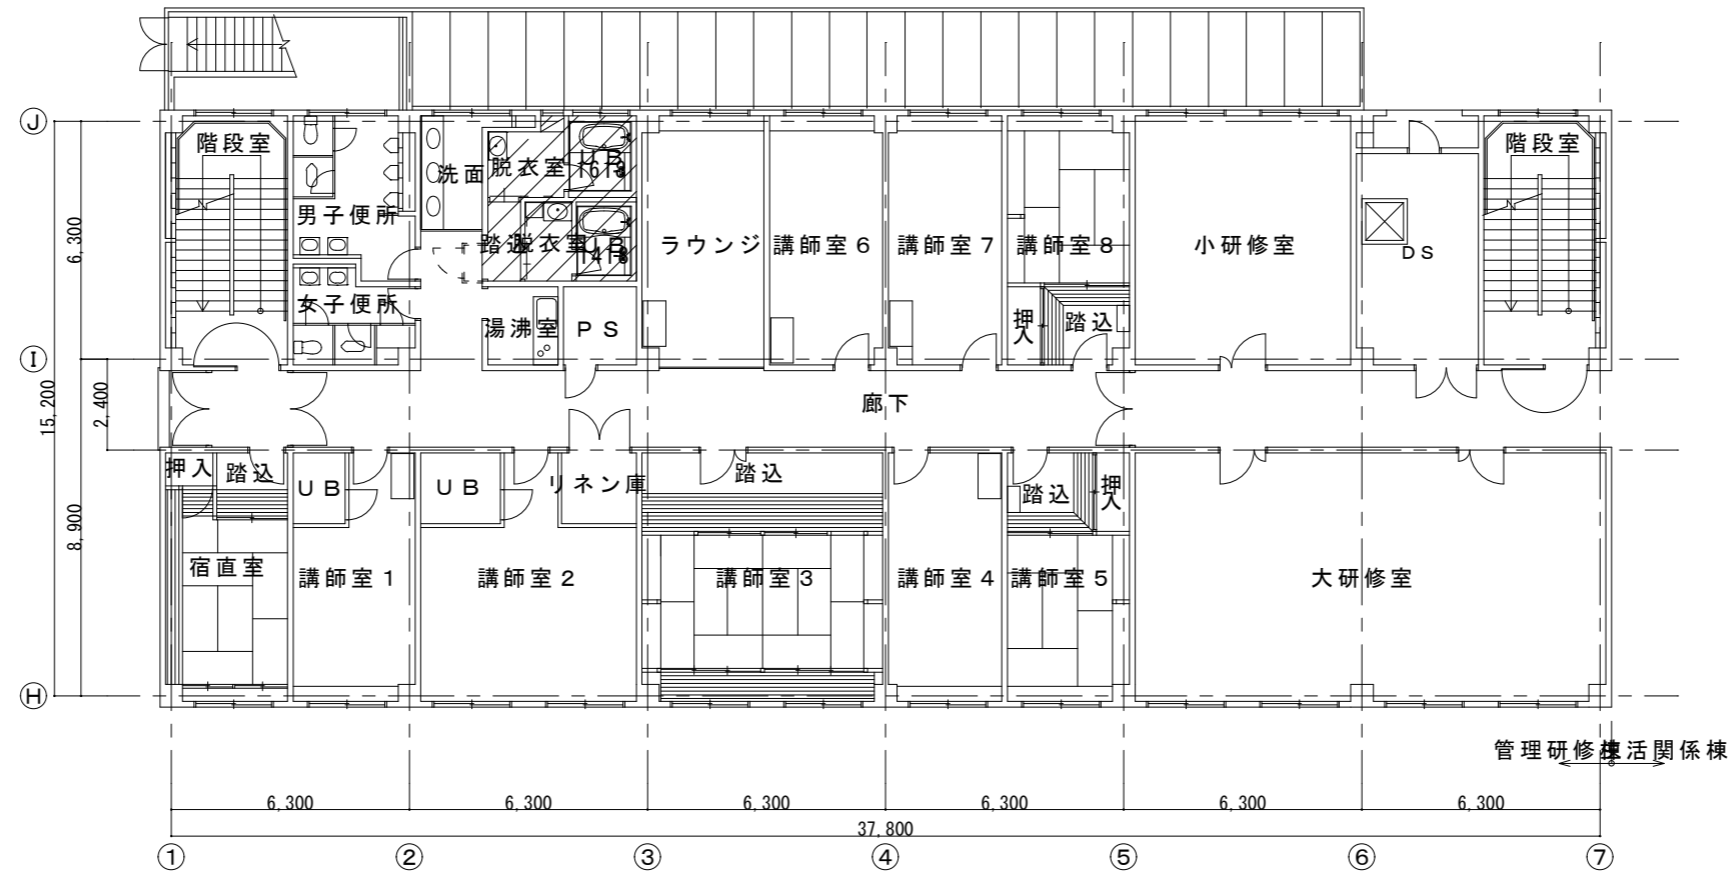 J
階段室
男子便所
女子便所
洗面
脱衣室
UB
1618
踏込
脱衣室
UB
1418
湯沸室
PS
ラウンジ
講師室6
講師室7
講師室8
押入
踏込
小研修室
DS
階段室
6,300
I
15,200
2,400
廊下
8,900
押入
踏込
宿直室
UB
講師室1
UB
講師室2
リネン庫
踏込
講師室3
講師室4
踏込
押入
講師室5
大研修室
H
管理研修棟
生活関係棟
6,300
6,300
6,300
6,300
6,300
6,300
37,800
① ② ③ ④ ⑤ ⑥ ⑦